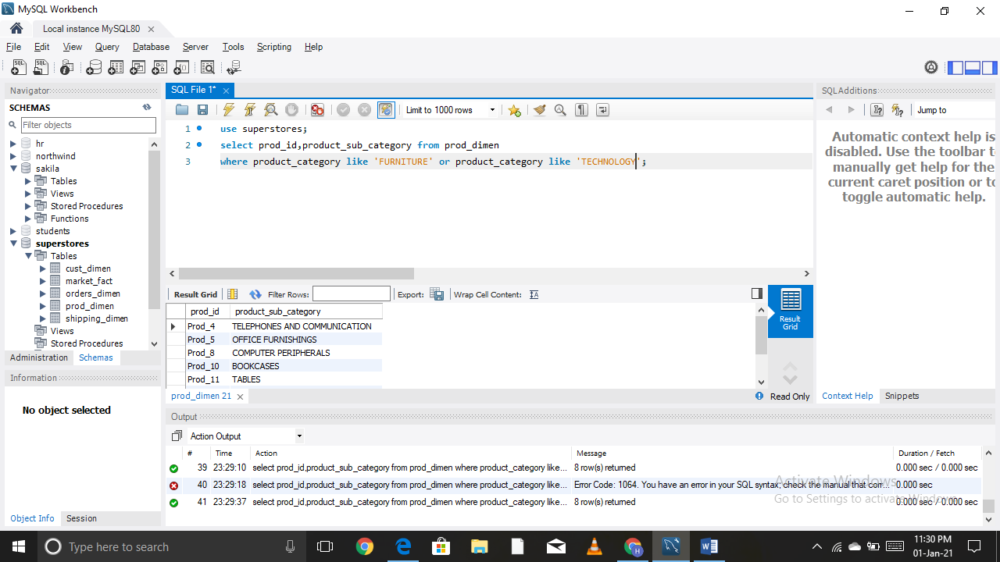 MySQL Workbench
Local instance MySQL80
File Edit View Query Database Server Tools Scripting Help
Navigator
SCHEMAS
Filter objects
hr
northwind
sakila
Tables
Views
Stored Procedures
Functions
students
superstores
Tables
cust_dimen
market_fact
orders_dimen
prod_dimen
shipping_dimen
Views
Stored Procedures
Administration Schemas
Information
No object selected
Object Info Session
SQL File 1*
Limit to 1000 rows
1 use superstores;
2 select prod_id,product_sub_category from prod_dimen
3 where product_category like 'FURNITURE' or product_category like 'TECHNOLOGY';
Result Grid Filter Rows: Export: Wrap Cell Content:
prod_id product_sub_category
Prod_4 TELEPHONES AND COMMUNICATION
Prod_5 OFFICE FURNISHINGS
Prod_8 COMPUTER PERIPHERALS
Prod_10 BOOKCASES
Prod_11 TABLES
Result
Grid
prod_dimen 21
Read Only
SQLAdditions
Jump to
Automatic context help is
disabled. Use the toolbar t
manually get help for the
current caret position or to
toggle automatic help.
Context Help Snippets
Output
Action Output
# Time Action Message Duration / Fetch
39 23:29:10 select prod_id,product_sub_category from prod_dimen where product_category like... 8 row(s) returned 0.000 sec / 0.000 sec
40 23:29:18 select prod_id,product_sub_category from prod_dimen where product_category like... Error Code: 1064. You have an error in your SQL syntax; check the manual that corr... 0.000 sec
41 23:29:37 select prod_id,product_sub_category from prod_dimen where product_category like... 8 row(s) returned 0.000 sec / 0.000 sec
Activate Windows
Go to Settings to activate Windows.
Type here to search
11:30 PM
01-Jan-21